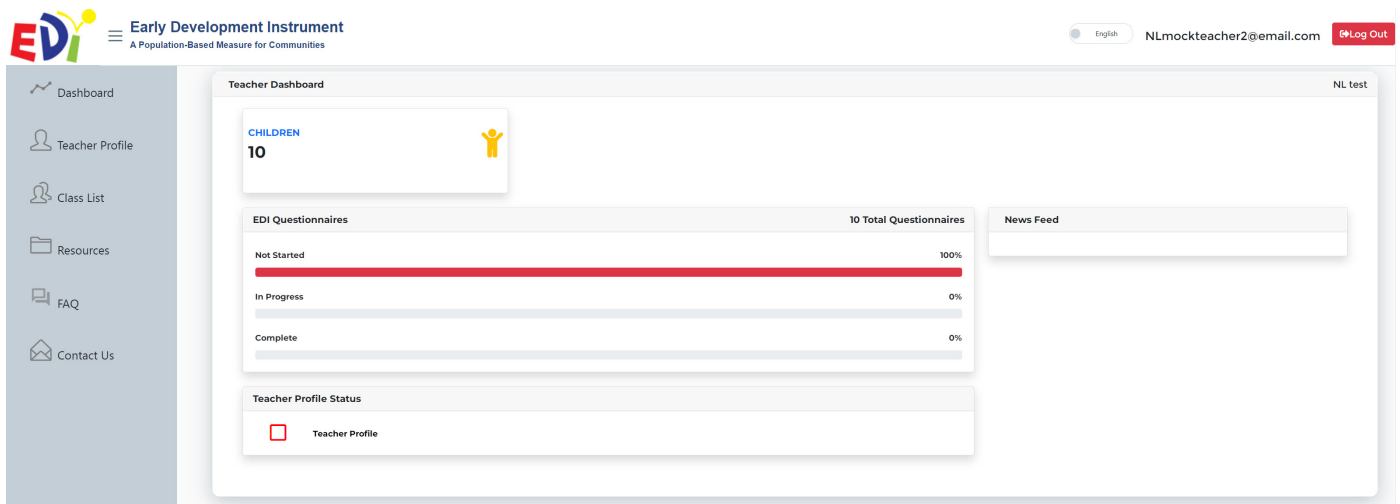 EDI
Early Development Instrument
A Population-Based Measure for Communities
English
NLmockteacher2@email.com
Log Out
Dashboard
Teacher Profile
Class List
Resources
FAQ
Contact Us
Teacher Dashboard
NL test
CHILDREN
10
EDI Questionnaires
10 Total Questionnaires
Not Started
100%
In Progress
0%
Complete
0%
News Feed
Teacher Profile Status
Teacher Profile